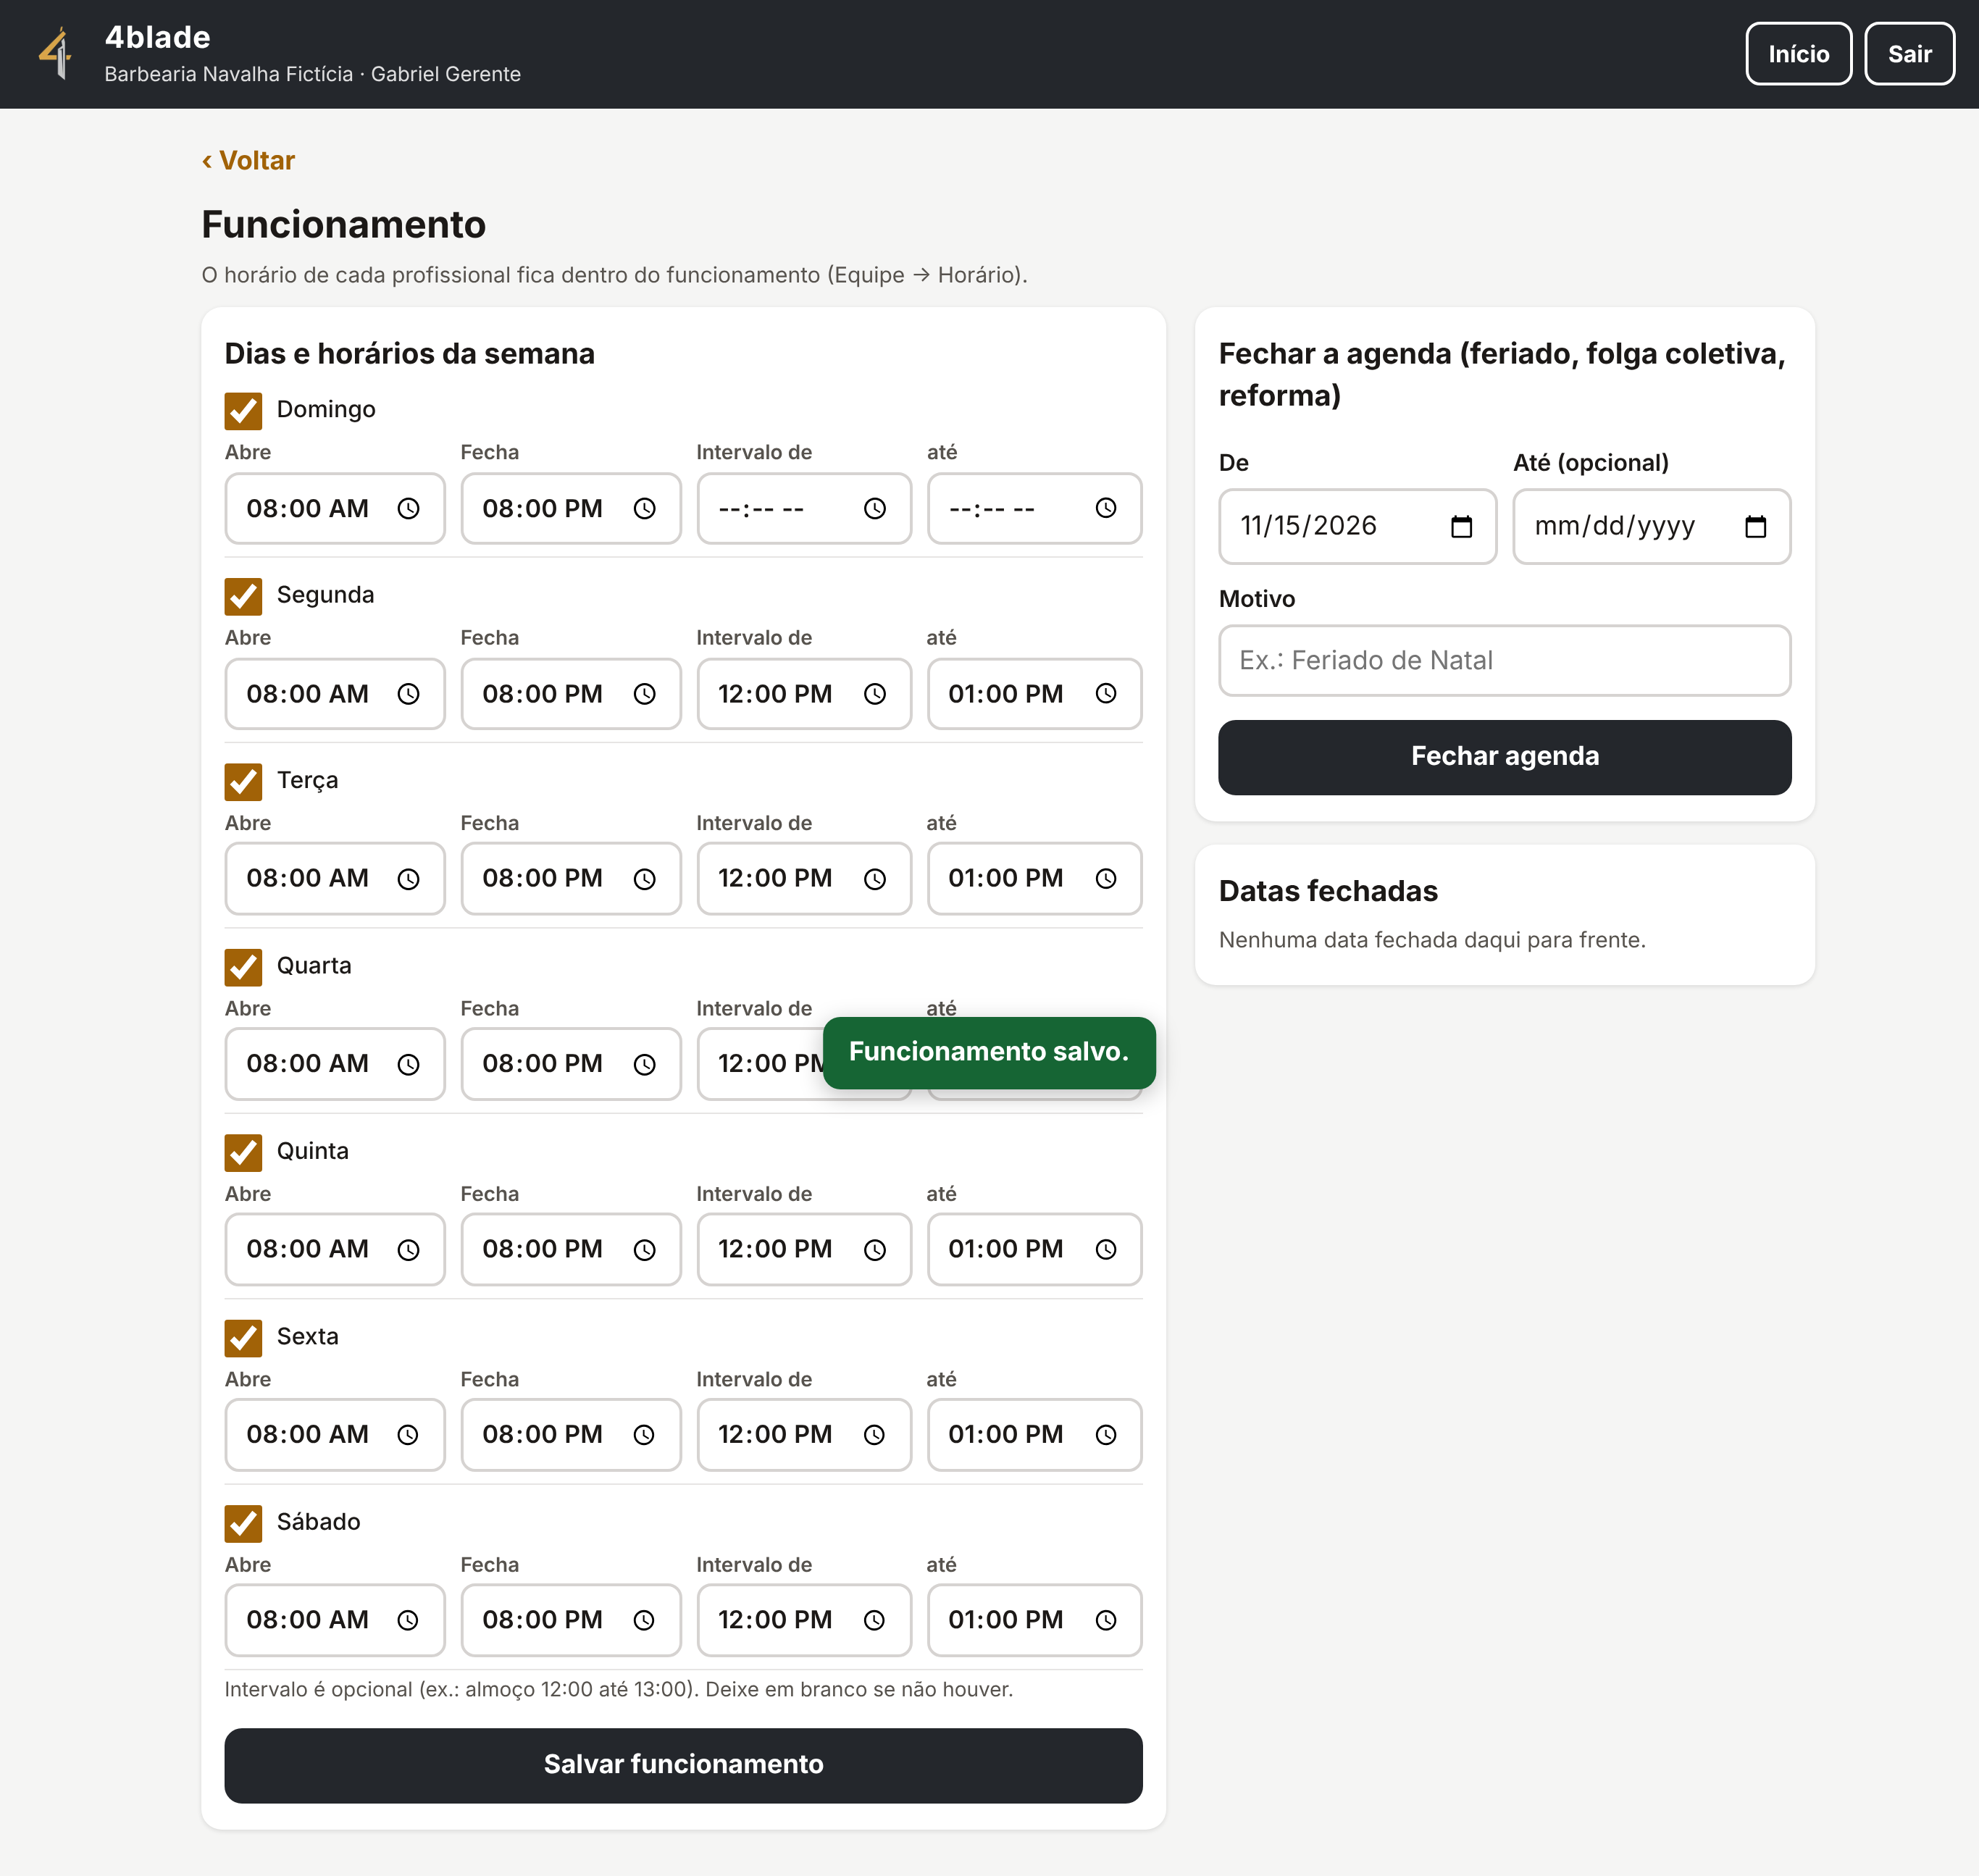 4blade
Barbearia Navalha Fictícia · Gabriel Gerente
Início
Sair
‹ Voltar
Funcionamento
O horário de cada profissional fica dentro do funcionamento (Equipe → Horário).
Dias e horários da semana
Domingo
Abre Fecha Intervalo de até
08:00 AM 08:00 PM --:-- -- --:-- --
Segunda
Abre Fecha Intervalo de até
08:00 AM 08:00 PM 12:00 PM 01:00 PM
Terça
Abre Fecha Intervalo de até
08:00 AM 08:00 PM 12:00 PM 01:00 PM
Quarta
Abre Fecha Intervalo de até
08:00 AM 08:00 PM 12:00 PM
Funcionamento salvo.
Quinta
Abre Fecha Intervalo de até
08:00 AM 08:00 PM 12:00 PM 01:00 PM
Sexta
Abre Fecha Intervalo de até
08:00 AM 08:00 PM 12:00 PM 01:00 PM
Sábado
Abre Fecha Intervalo de até
08:00 AM 08:00 PM 12:00 PM 01:00 PM
Intervalo é opcional (ex.: almoço 12:00 até 13:00). Deixe em branco se não houver.
Salvar funcionamento
Fechar a agenda (feriado, folga coletiva,
reforma)
De Até (opcional)
11/15/2026 mm/dd/yyyy
Motivo
Ex.: Feriado de Natal
Fechar agenda
Datas fechadas
Nenhuma data fechada daqui para frente.